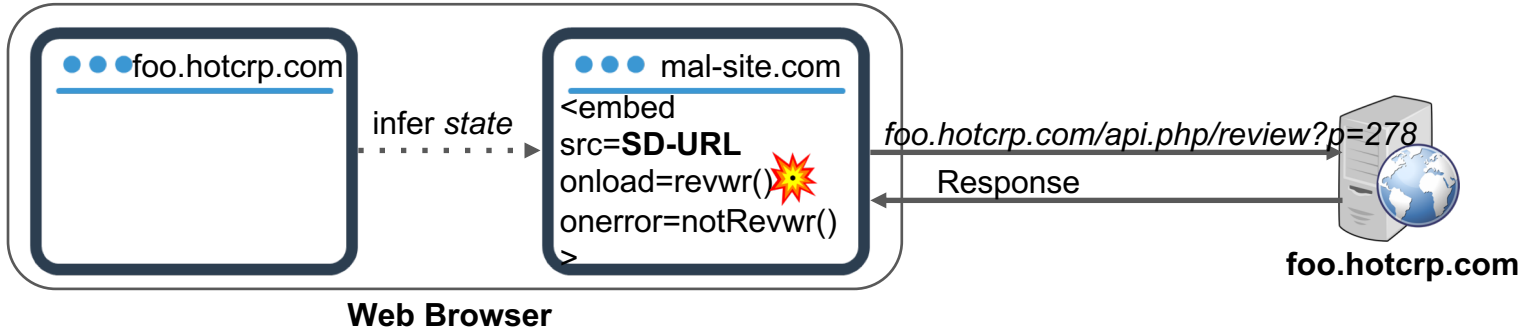 foo.hotcrp.com
infer state
mal-site.com
<embed
src=SD-URL
onload=revwr()
onerror=notRevwr()
>
foo.hotcrp.com/api.php/review?p=278
Response
foo.hotcrp.com
Web Browser